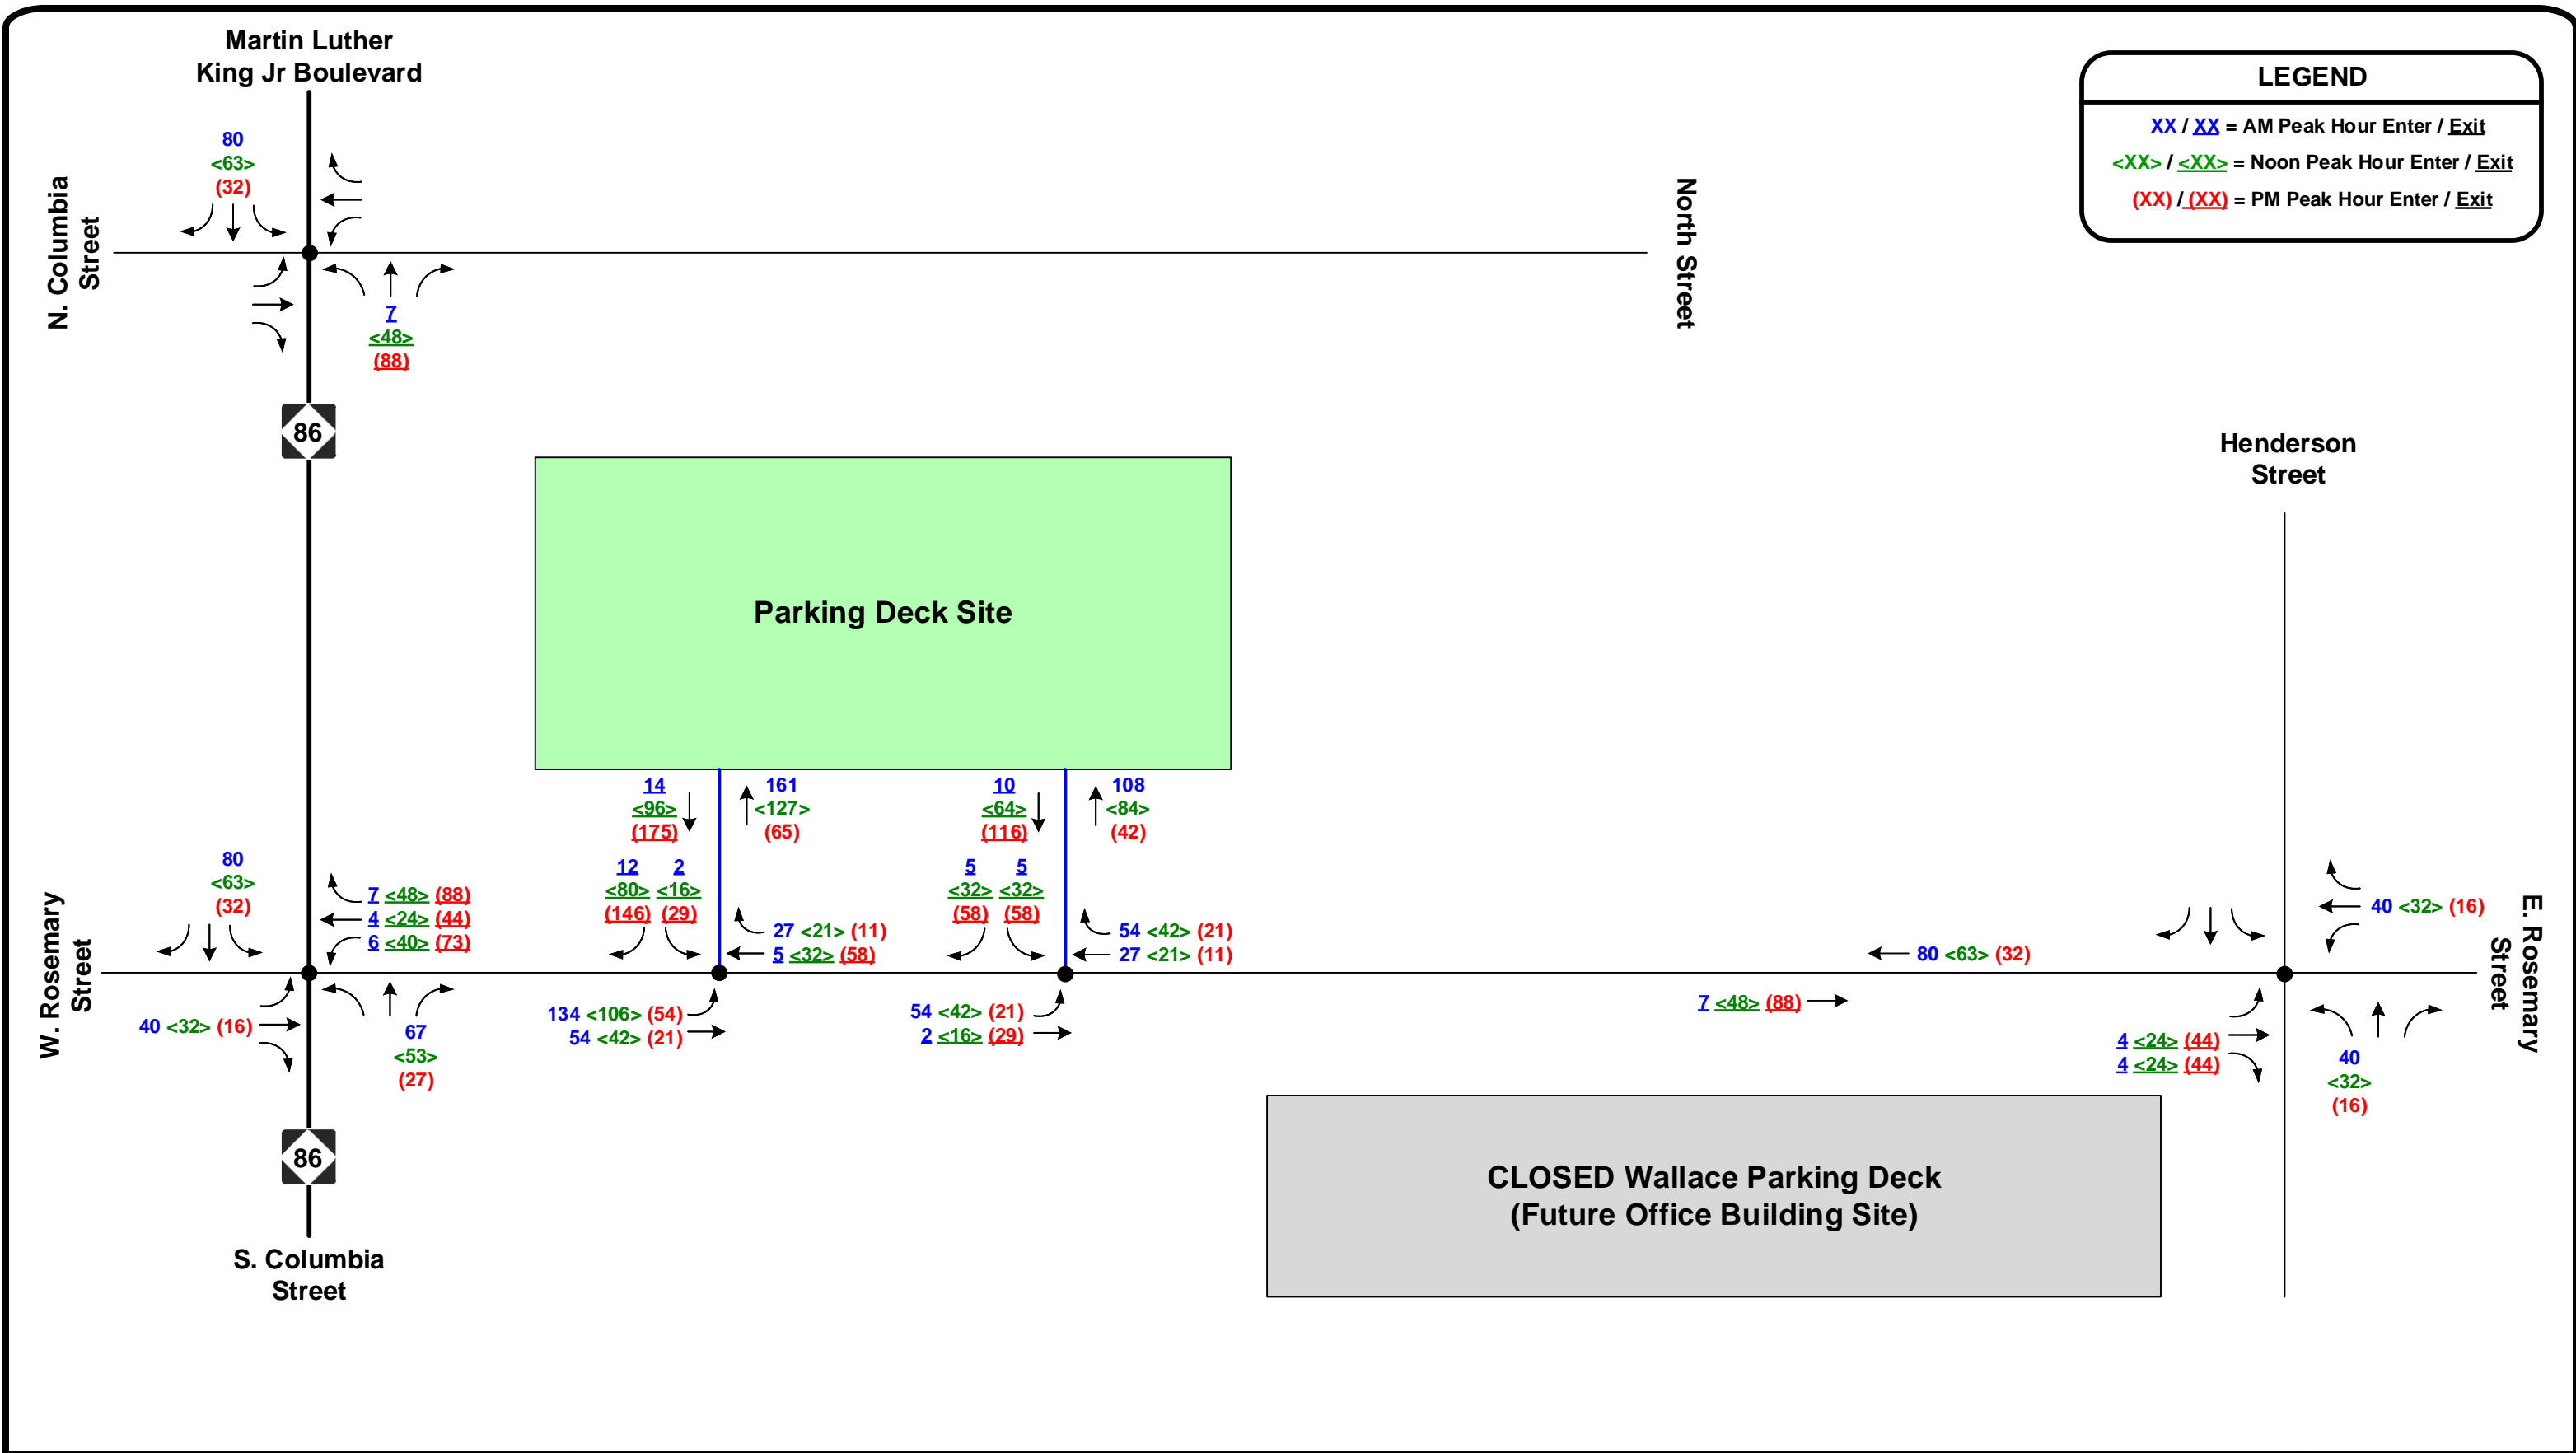 Martin Luther
King Jr Boulevard
LEGEND
XX / XX = AM Peak Hour Enter / Exit
<XX> / <XX> = Noon Peak Hour Enter / Exit
(XX) / (XX) = PM Peak Hour Enter / Exit
80
<63>
(32)
N. Columbia
Street
North Street
7
<48>
(88)
86
Henderson
Street
Parking Deck Site
14
<96>
(175)
161
<127>
(65)
10
<64>
(116)
108
<84>
(42)
12 2
<80> <16>
(146) (29)
5 5
<32> <32>
(58) (58)
80
<63>
(32)
7 <48> (88)
4 <24> (44)
6 <40> (73)
27 <21> (11)
5 <32> (58)
54 <42> (21)
27 <21> (11)
80 <63> (32)
40 <32> (16)
W. Rosemary
Street
E. Rosemary
Street
40 <32> (16)
67
<53>
(27)
134 <106> (54)
54 <42> (21)
54 <42> (21)
2 <16> (29)
7 <48> (88)
4 <24> (44)
4 <24> (44)
40
<32>
(16)
86
CLOSED Wallace Parking Deck
(Future Office Building Site)
S. Columbia
Street